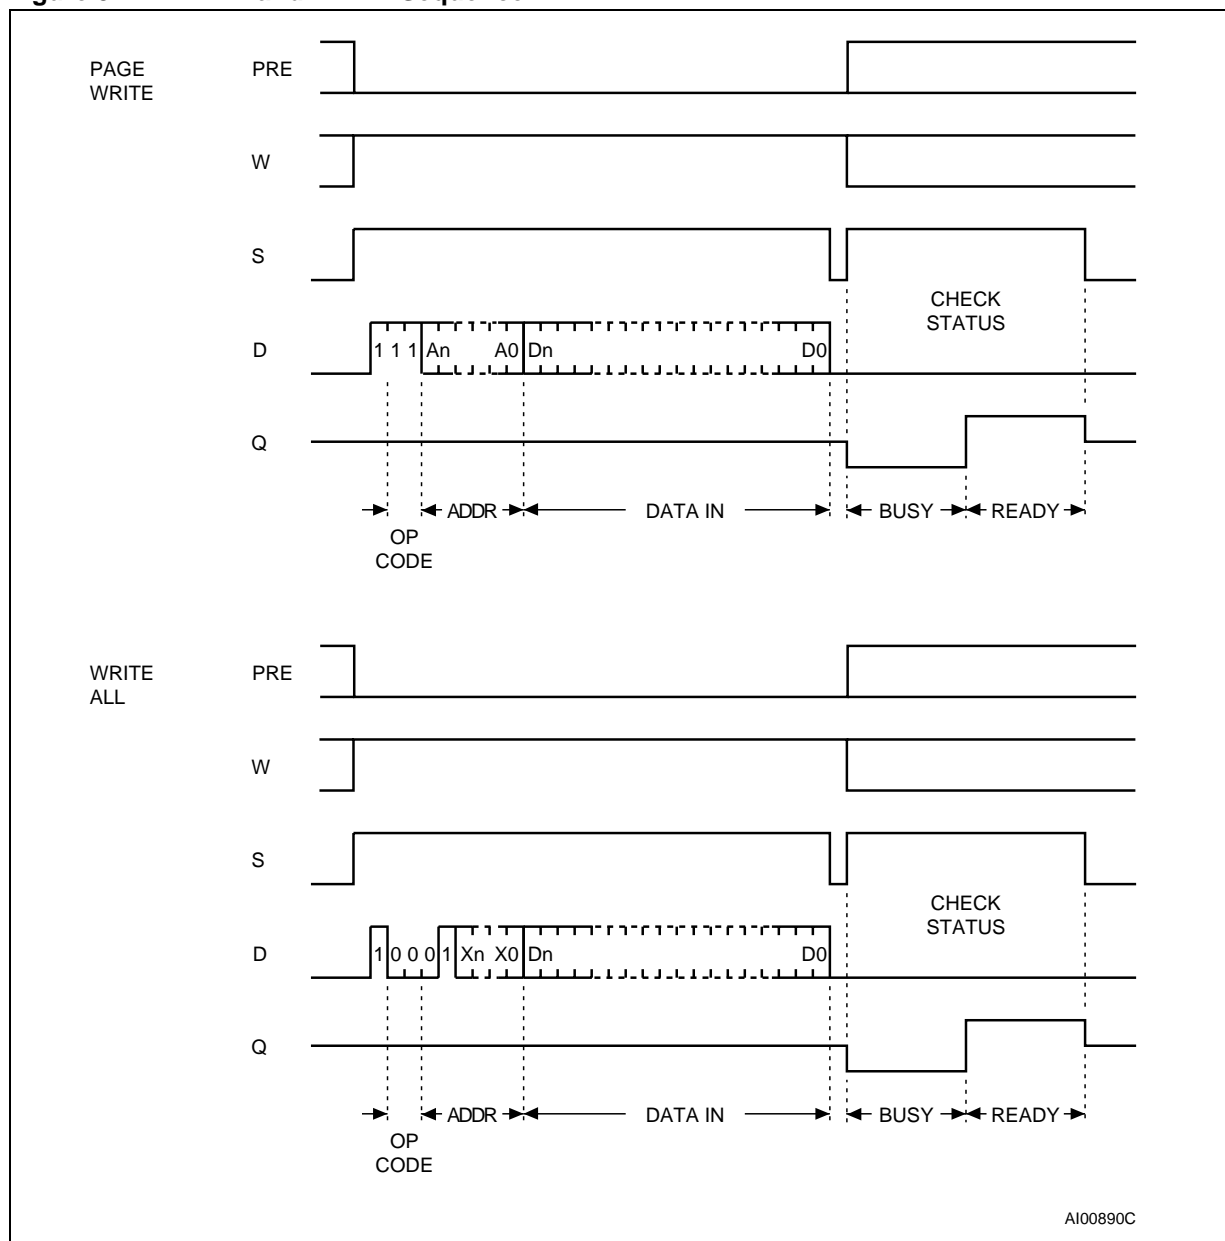 PAGE PRE
WRITE
W
S
CHECK
STATUS
D 1 1 1 An A0 Dn D0
Q
ADDR DATA IN BUSY READY
OP
CODE
WRITE PRE
ALL
W
S
CHECK
STATUS
D 1 0 0 0 1 Xn X0 Dn D0
Q
ADDR DATA IN BUSY READY
OP
CODE
AI00890C